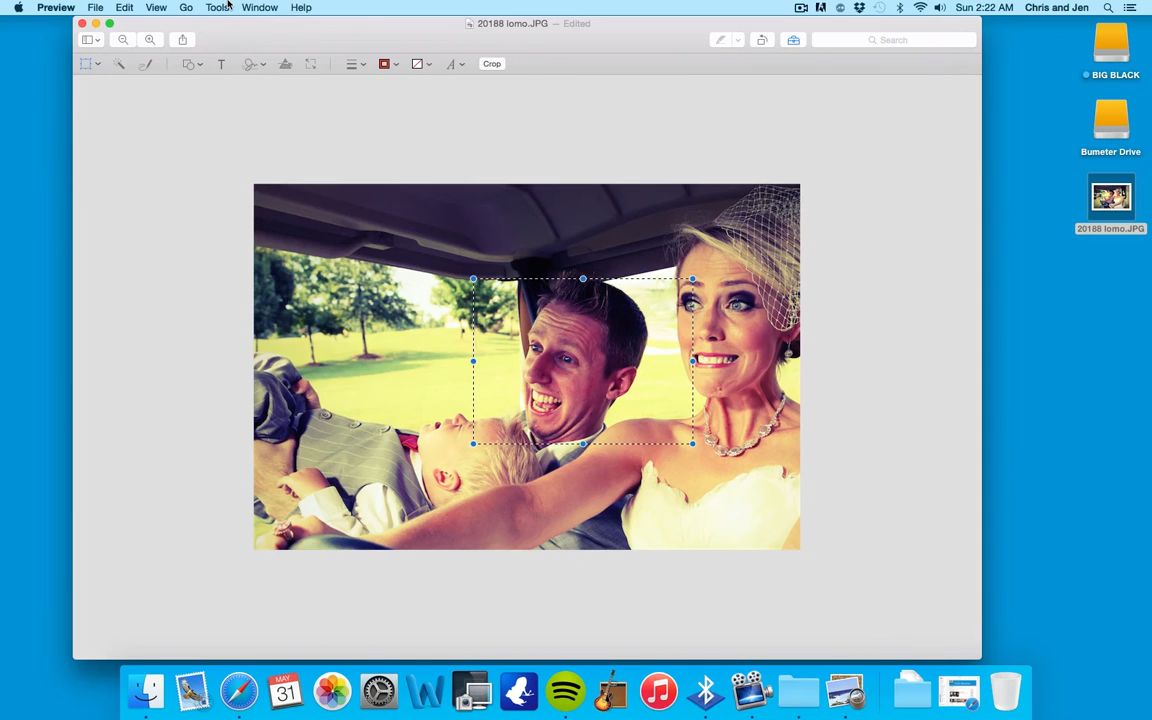 Preview File Edit View Go Tools Window Help Sun 2:22 AM Chris and Jen
20188 lomo.JPG — Edited
Search
T A Crop
BIG BLACK
Bumeter Drive
20188 lomo.JPG
MAY
31
W